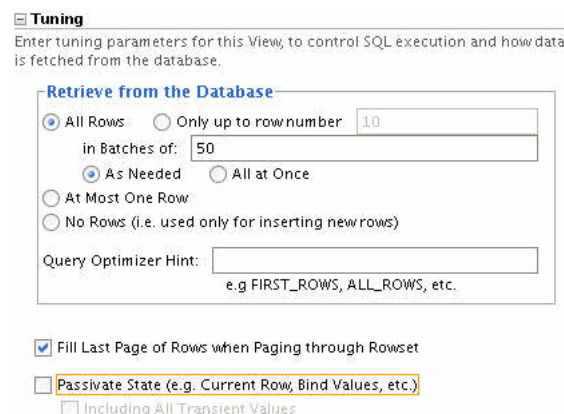 Tuning
Enter tuning parameters for this View, to control SQL execution and how data
is fetched from the database.
Retrieve from the Database
All Rows Only up to row number 10
in Batches of: 50
As Needed All at Once
At Most One Row
No Rows (i.e. used only for inserting new rows)
Query Optimizer Hint:
e.g FIRST_ROWS, ALL_ROWS, etc.
Fill Last Page of Rows when Paging through Rowset
Passivate State (e.g. Current Row, Bind Values, etc.)
Including All Transient Values